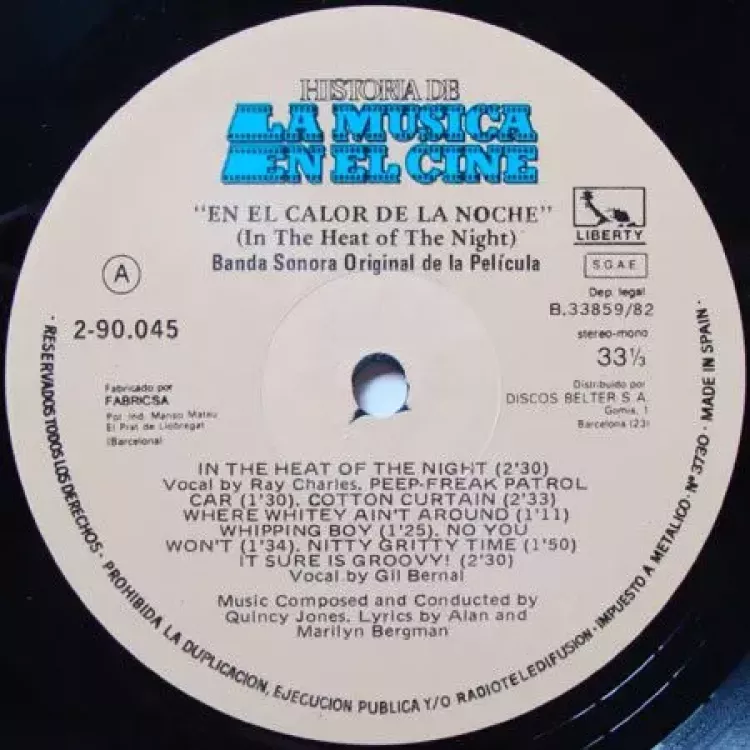 HISTORIA DE
LA MUSICA
EN EL CINE
"EN EL CALOR DE LA NOCHE"
(In The Heat of The Night)
Banda Sonora Original de la Película
LIBERTY
S.G.A.E.
A
Dep. legal
B.33859/82
2-90.045
stereo-mono
33⅓
Fabricado por
FABRICSA
Pol. Ind. Manso Mateu
El Prat de Llobregat
(Barcelona)
Distribuido por
DISCOS BELTER S.A.
Gomis, 1
Barcelona (23)
IN THE HEAT OF THE NIGHT (2'30)
Vocal by Ray Charles. PEEP-FREAK PATROL
CAR (1'30). COTTON CURTAIN (2'33)
WHERE WHITEY AIN'T AROUND (1'11)
WHIPPING BOY (1'25). NO YOU
WON'T (1'34). NITTY GRITTY TIME (1'50)
IT SURE IS GROOVY! (2'30)
Vocal by Gil Bernal
Music Composed and Conducted by
Quincy Jones. Lyrics by Alan and
Marilyn Bergman
· RESERVADOS TODOS LOS DERECHOS · PROHIBIDA LA DUPLICACION, EJECUCION PUBLICA Y/O RADIOTELEDIFUSION · IMPUESTO A METALICO · Nº 3730 · MADE IN SPAIN ·